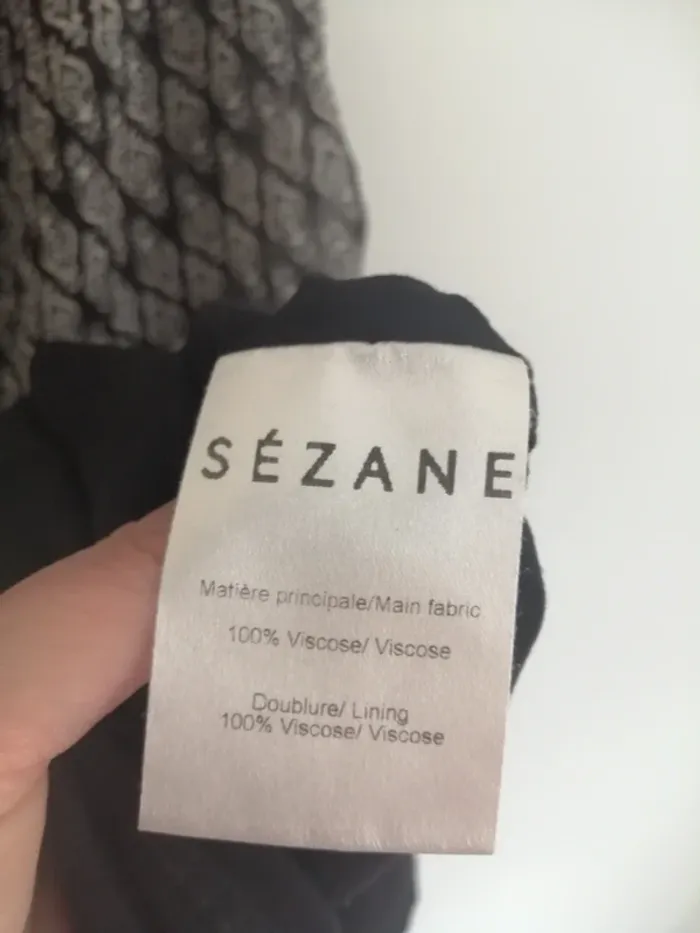 SÉZANE
Matière principale/Main fabric
100% Viscose/ Viscose
Doublure/ Lining
100% Viscose/ Viscose